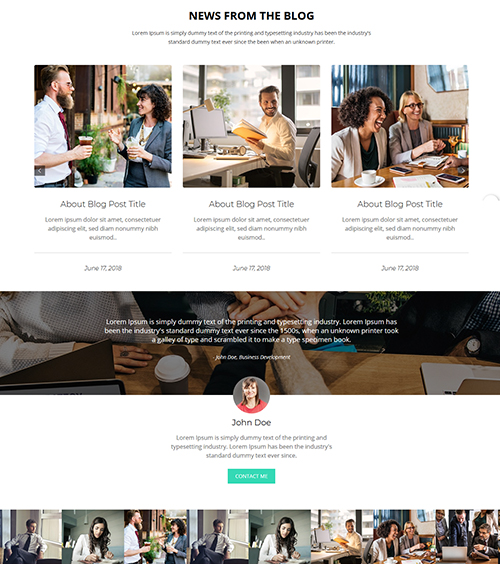 NEWS FROM THE BLOG
Lorem Ipsum is simply dummy text of the printing and typesetting industry has been the industry's
standard dummy text ever since the been when an unknown printer.
About Blog Post Title
Lorem ipsum dolor sit amet, consectetuer
adipiscing elit, sed diam nonummy nibh
euismod..
June 17, 2018
About Blog Post Title
Lorem ipsum dolor sit amet, consectetuer
adipiscing elit, sed diam nonummy nibh
euismod..
June 17, 2018
About Blog Post Title
Lorem ipsum dolor sit amet, consectetuer
adipiscing elit, sed diam nonummy nibh
euismod..
June 17, 2018
Lorem Ipsum is simply dummy text of the printing and typesetting industry. Lorem Ipsum has
been the industry's standard dummy text ever since the 1500s, when an unknown printer took
a galley of type and scrambled it to make a type specimen book.
- John Doe, Business Development
John Doe
Lorem Ipsum is simply dummy text of the printing and
typesetting industry. Lorem Ipsum has been the industry's
standard dummy text ever since.
CONTACT ME